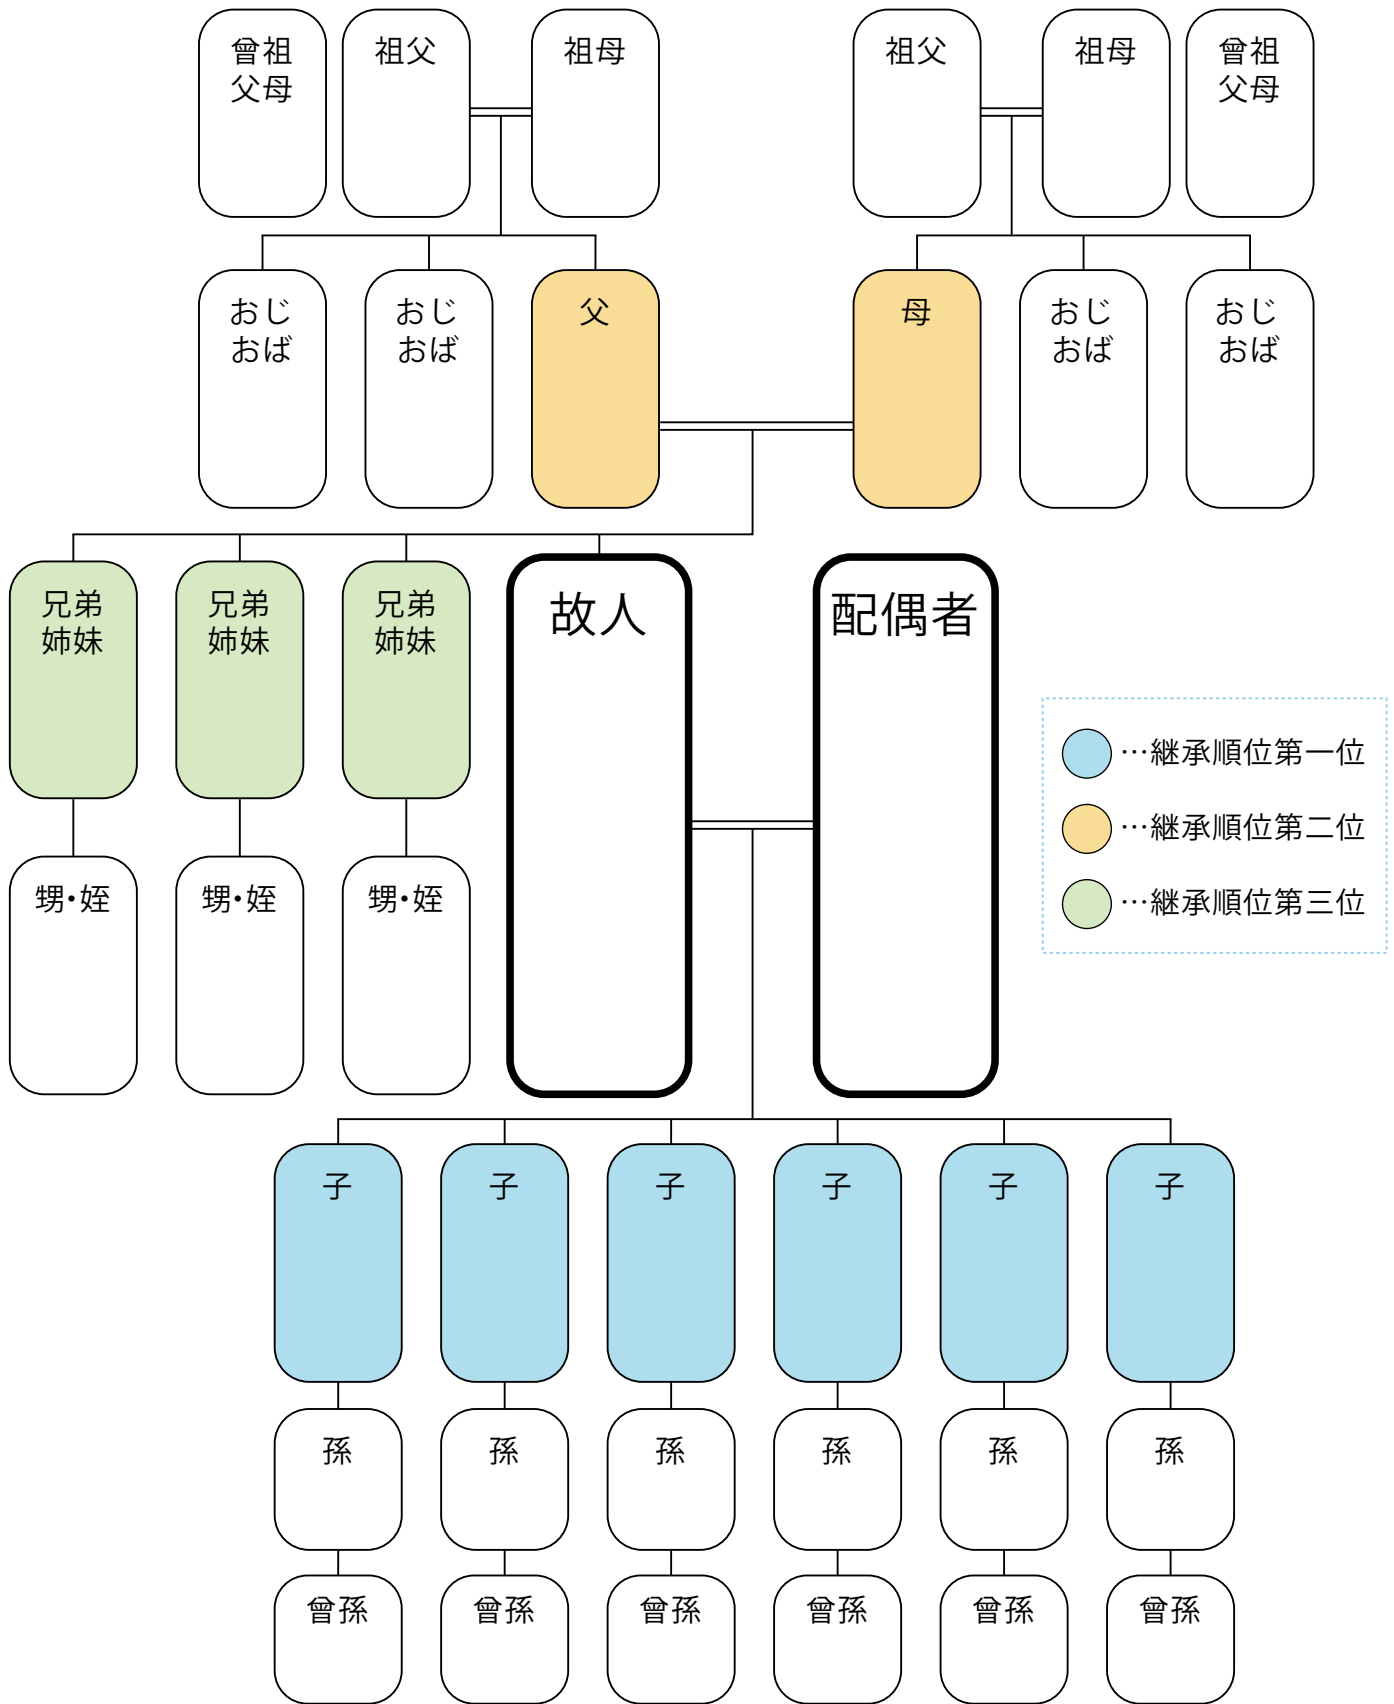 曾祖
父母
祖父
祖母
祖父
祖母
曾祖
父母
おじ
おば
おじ
おば
父
母
おじ
おば
おじ
おば
兄弟
姉妹
兄弟
姉妹
兄弟
姉妹
故人
配偶者
…継承順位第一位
…継承順位第二位
…継承順位第三位
甥・姪
甥・姪
甥・姪
子
子
子
子
子
子
孫
孫
孫
孫
孫
孫
曾孫
曾孫
曾孫
曾孫
曾孫
曾孫